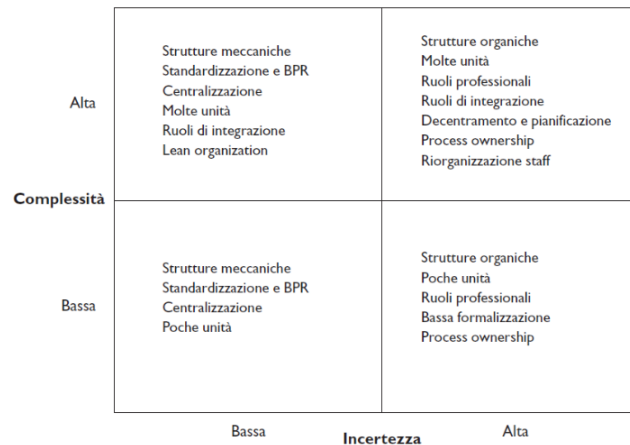 Alta
Strutture meccaniche
Standardizzazione e BPR
Centralizzazione
Molte unità
Ruoli di integrazione
Lean organization
Strutture organiche
Molte unità
Ruoli professionali
Ruoli di integrazione
Decentramento e pianificazione
Process ownership
Riorganizzazione staff
Complessità
Bassa
Strutture meccaniche
Standardizzazione e BPR
Centralizzazione
Poche unità
Strutture organiche
Poche unità
Ruoli professionali
Bassa formalizzazione
Process ownership
Bassa
Incertezza
Alta